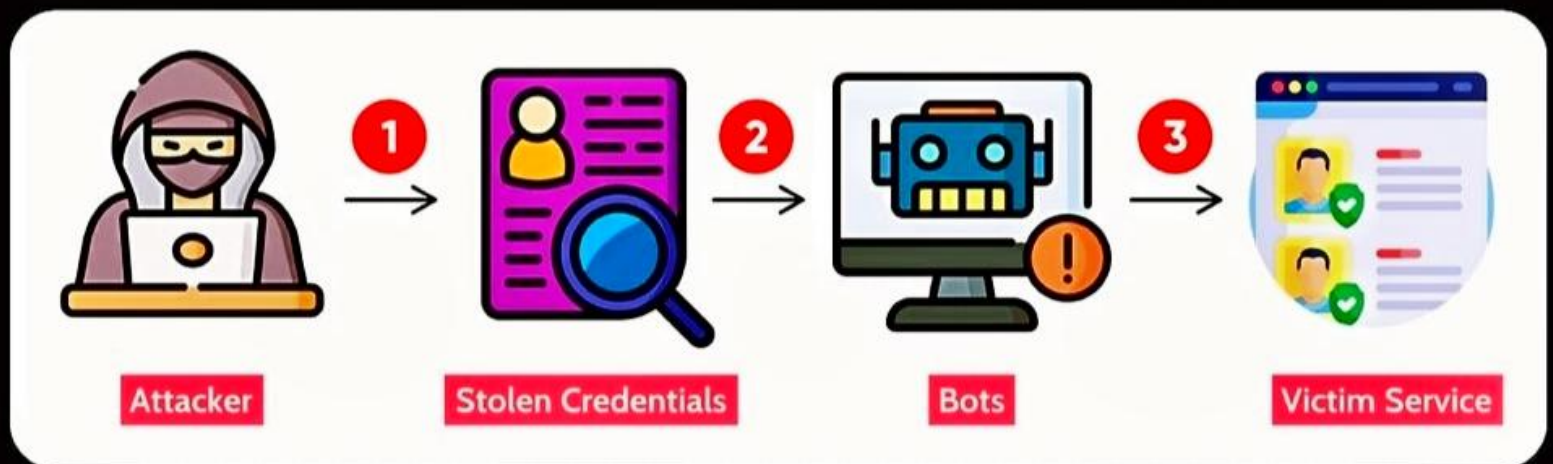 1
2
3
Attacker
Stolen Credentials
Bots
Victim Service